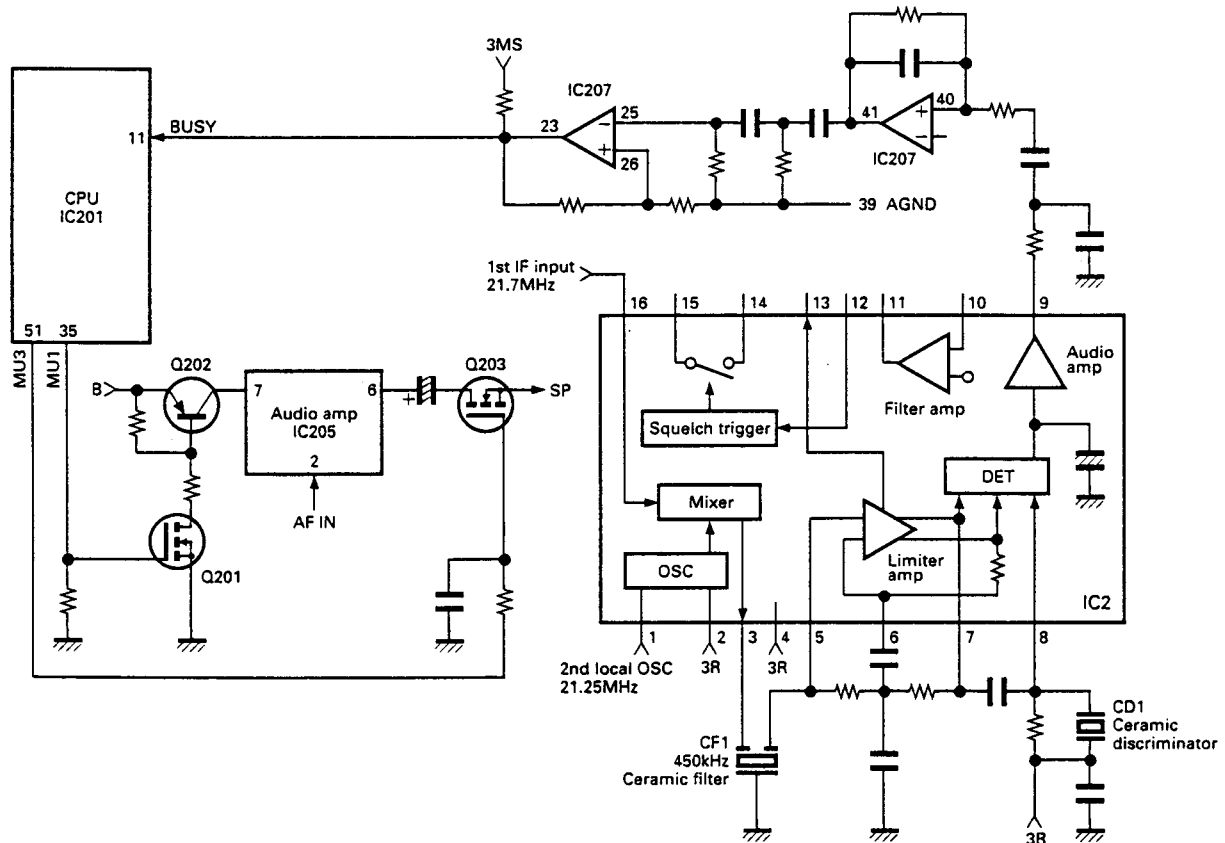 3MS
IC207
40
41
+
−
IC207
25
−
+
26
23
BUSY
11
CPU
IC201
39 AGND
1st IF input
21.7MHz
16
15
14
13
12
11
10
9
51
35
MU3
MU1
Q202
Q203
B
7
6
+
SP
Audio amp
IC205
2
AF IN
Q201
Audio
amp
Filter amp
Squelch trigger
DET
Mixer
OSC
Limiter
amp
IC2
1
2
3
4
5
6
7
8
3R
3R
2nd local OSC
21.25MHz
CF1
450kHz
Ceramic filter
CD1
Ceramic
discriminator
3R